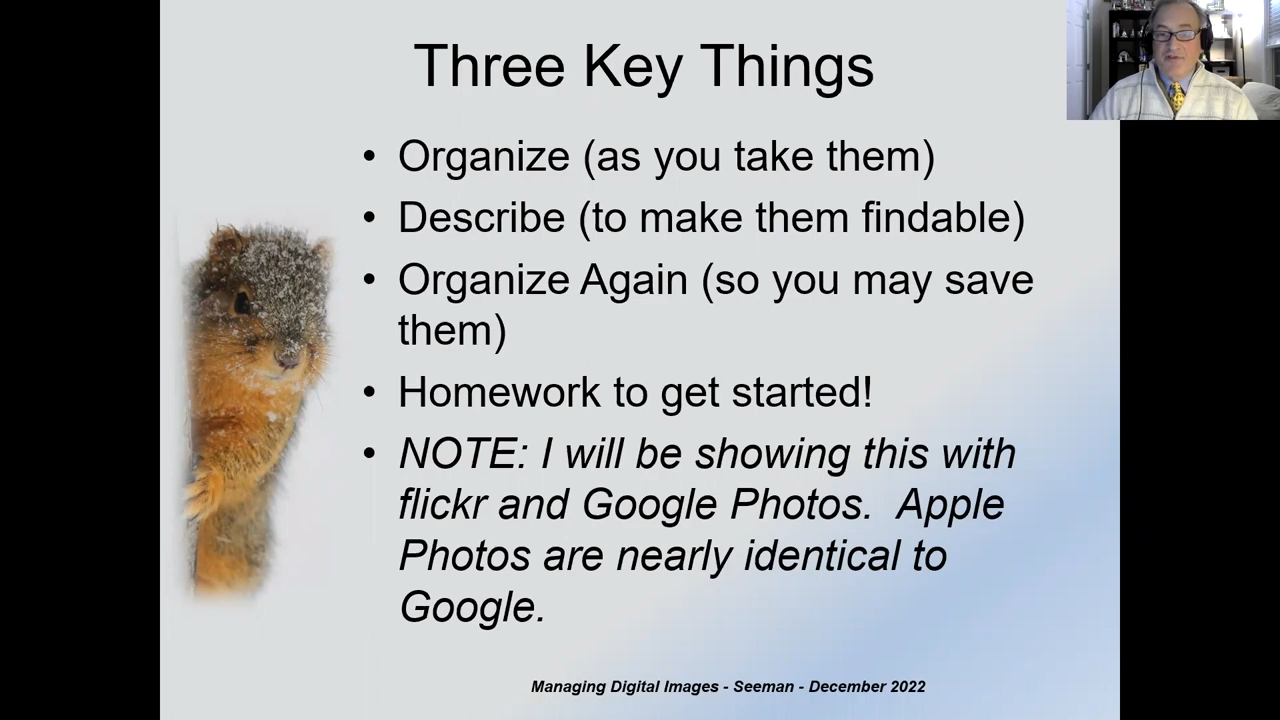 Three Key Things
• Organize (as you take them)
• Describe (to make them findable)
• Organize Again (so you may save
them)
• Homework to get started!
• NOTE: I will be showing this with
flickr and Google Photos.  Apple
Photos are nearly identical to
Google.
Managing Digital Images - Seeman - December 2022